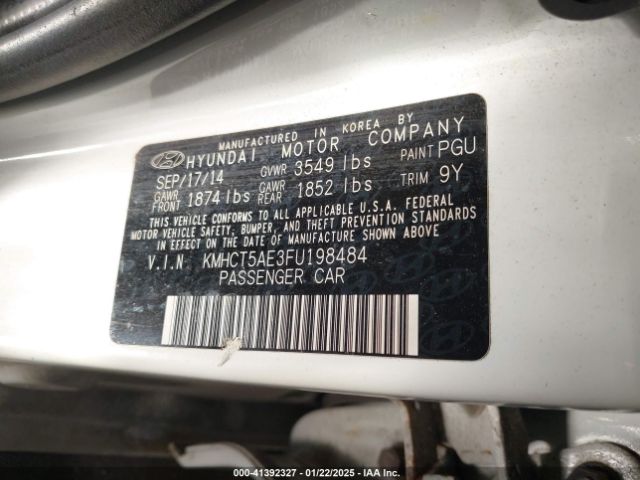 MANUFACTURED IN KOREA BY
HYUNDAI MOTOR COMPANY
SEP/17/14 GVWR 3549 lbs PAINT PGU
GAWR FRONT 1874 lbs GAWR REAR 1852 lbs TRIM 9Y
THIS VEHICLE CONFORMS TO ALL APPLICABLE U.S.A. FEDERAL
MOTOR VEHICLE SAFETY, BUMPER, AND THEFT PREVENTION STANDARDS
IN EFFECT ON THE DATE OF MANUFACTURE SHOWN ABOVE.
V.I.N. KMHCT5AE3FU198484
PASSENGER CAR
000-41392327 - 01/22/2025 - IAA Inc.